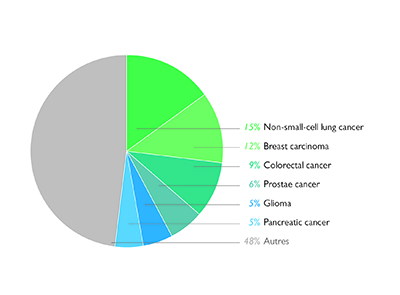 15% Non-small-cell lung cancer
12% Breast carcinoma
9% Colorectal cancer
6% Prostae cancer
5% Glioma
5% Pancreatic cancer
48% Autres